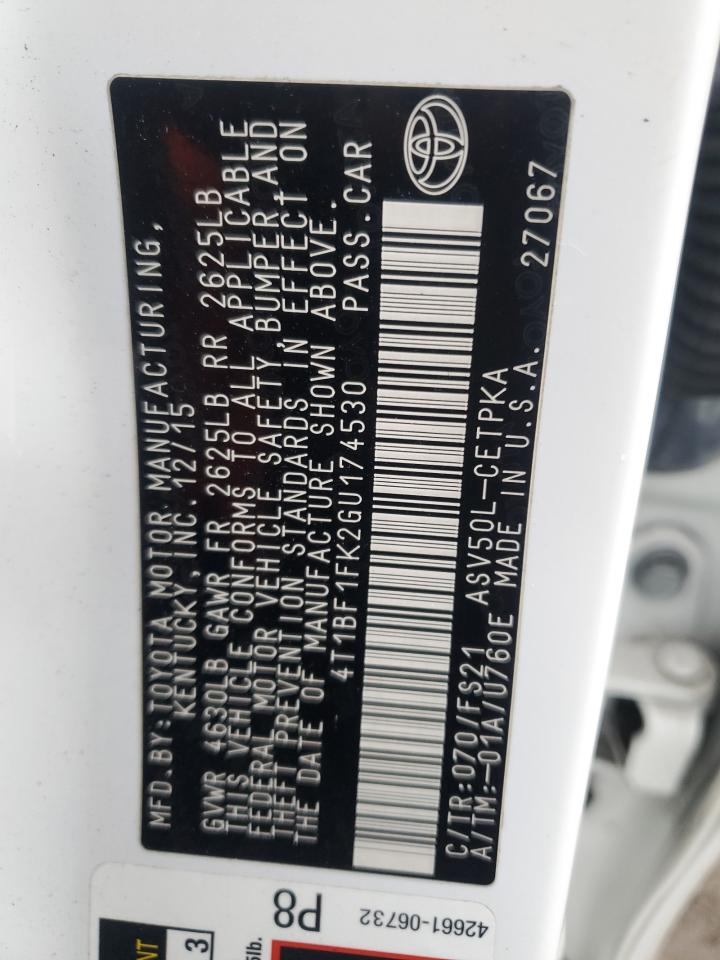 MFD.BY:TOYOTA MOTOR MANUFACTURING,
KENTUCKY,INC. 12/15
GVWR 4630LB GAWR FR 2625LB RR 2625LB
THIS VEHICLE CONFORMS TO ALL APPLICABLE
FEDERAL MOTOR VEHICLE SAFETY,BUMPER,AND
THEFT PREVENTION STANDARDS IN EFFECT ON
THE DATE OF MANUFACTURE SHOWN ABOVE.
4T1BF1FK2GU174530 PASS.CAR
C/TR:070/FS21 ASV50L-CETPKA
A/TM:-01A/U760E MADE IN U.S.A. 27067
P8
42661-06732
3